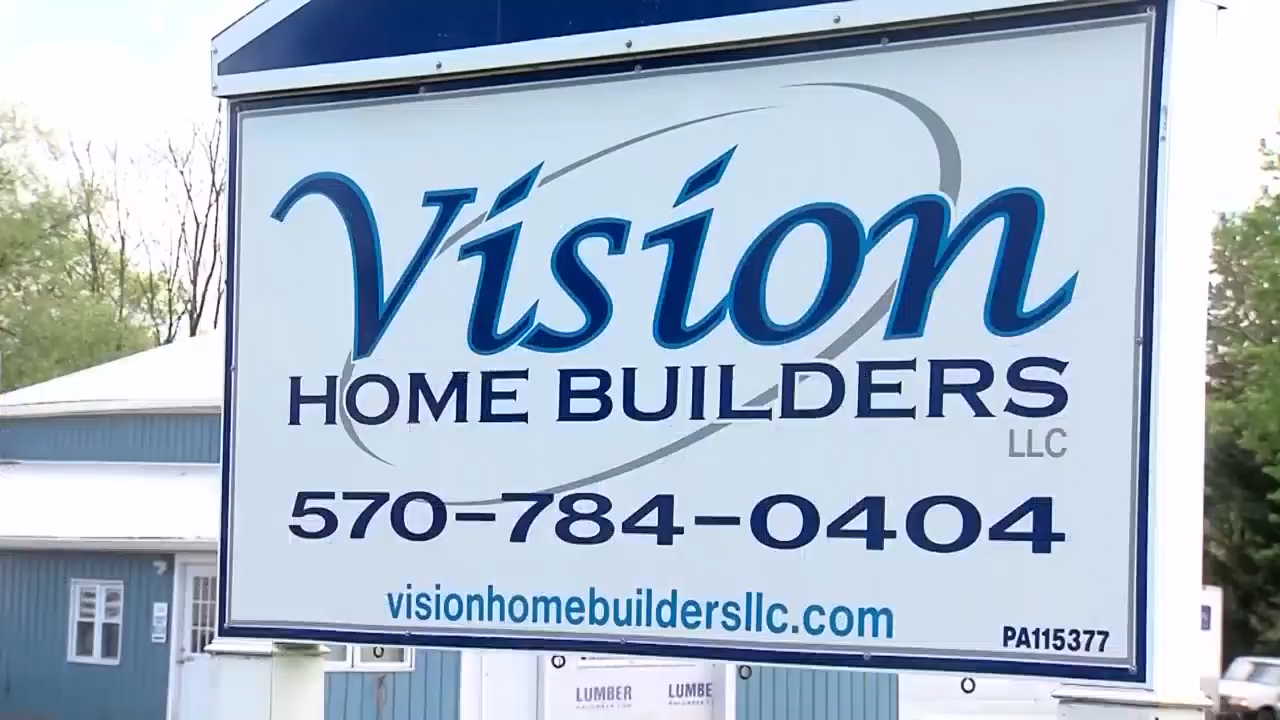 Vision
HOME BUILDERS
LLC
570-784-0404
visionhomebuildersllc.com
PA115377
LUMBER LUMBE